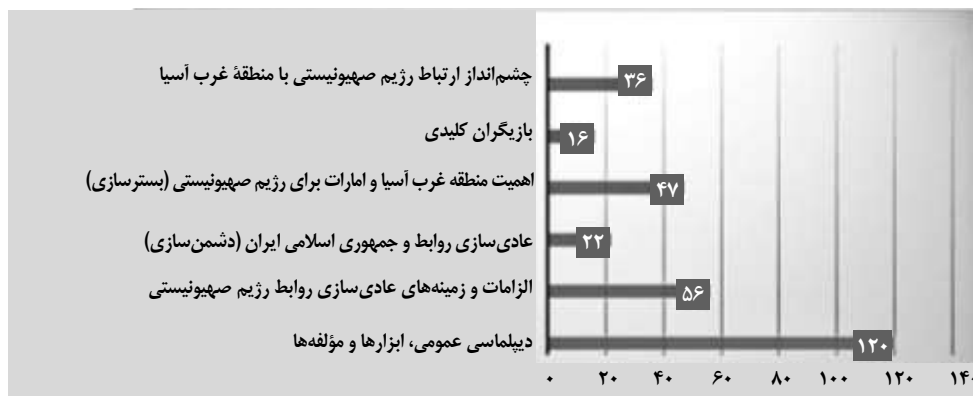 چشم‌انداز ارتباط رژیم صهیونیستی با منطقهٔ غرب آسیا ۳۶
بازیگران کلیدی ۱۶
اهمیت منطقه غرب آسیا و امارات برای رژیم صهیونیستی (بسترسازی) ۴۷
عادی‌سازی روابط و جمهوری اسلامی ایران (دشمن‌سازی) ۲۲
الزامات و زمینه‌های عادی‌سازی روابط رژیم صهیونیستی ۵۶
دیپلماسی عمومی، ابزارها و مؤلفه‌ها ۱۲۰
۰ ۲۰ ۴۰ ۶۰ ۸۰ ۱۰۰ ۱۲۰ ۱۴۰